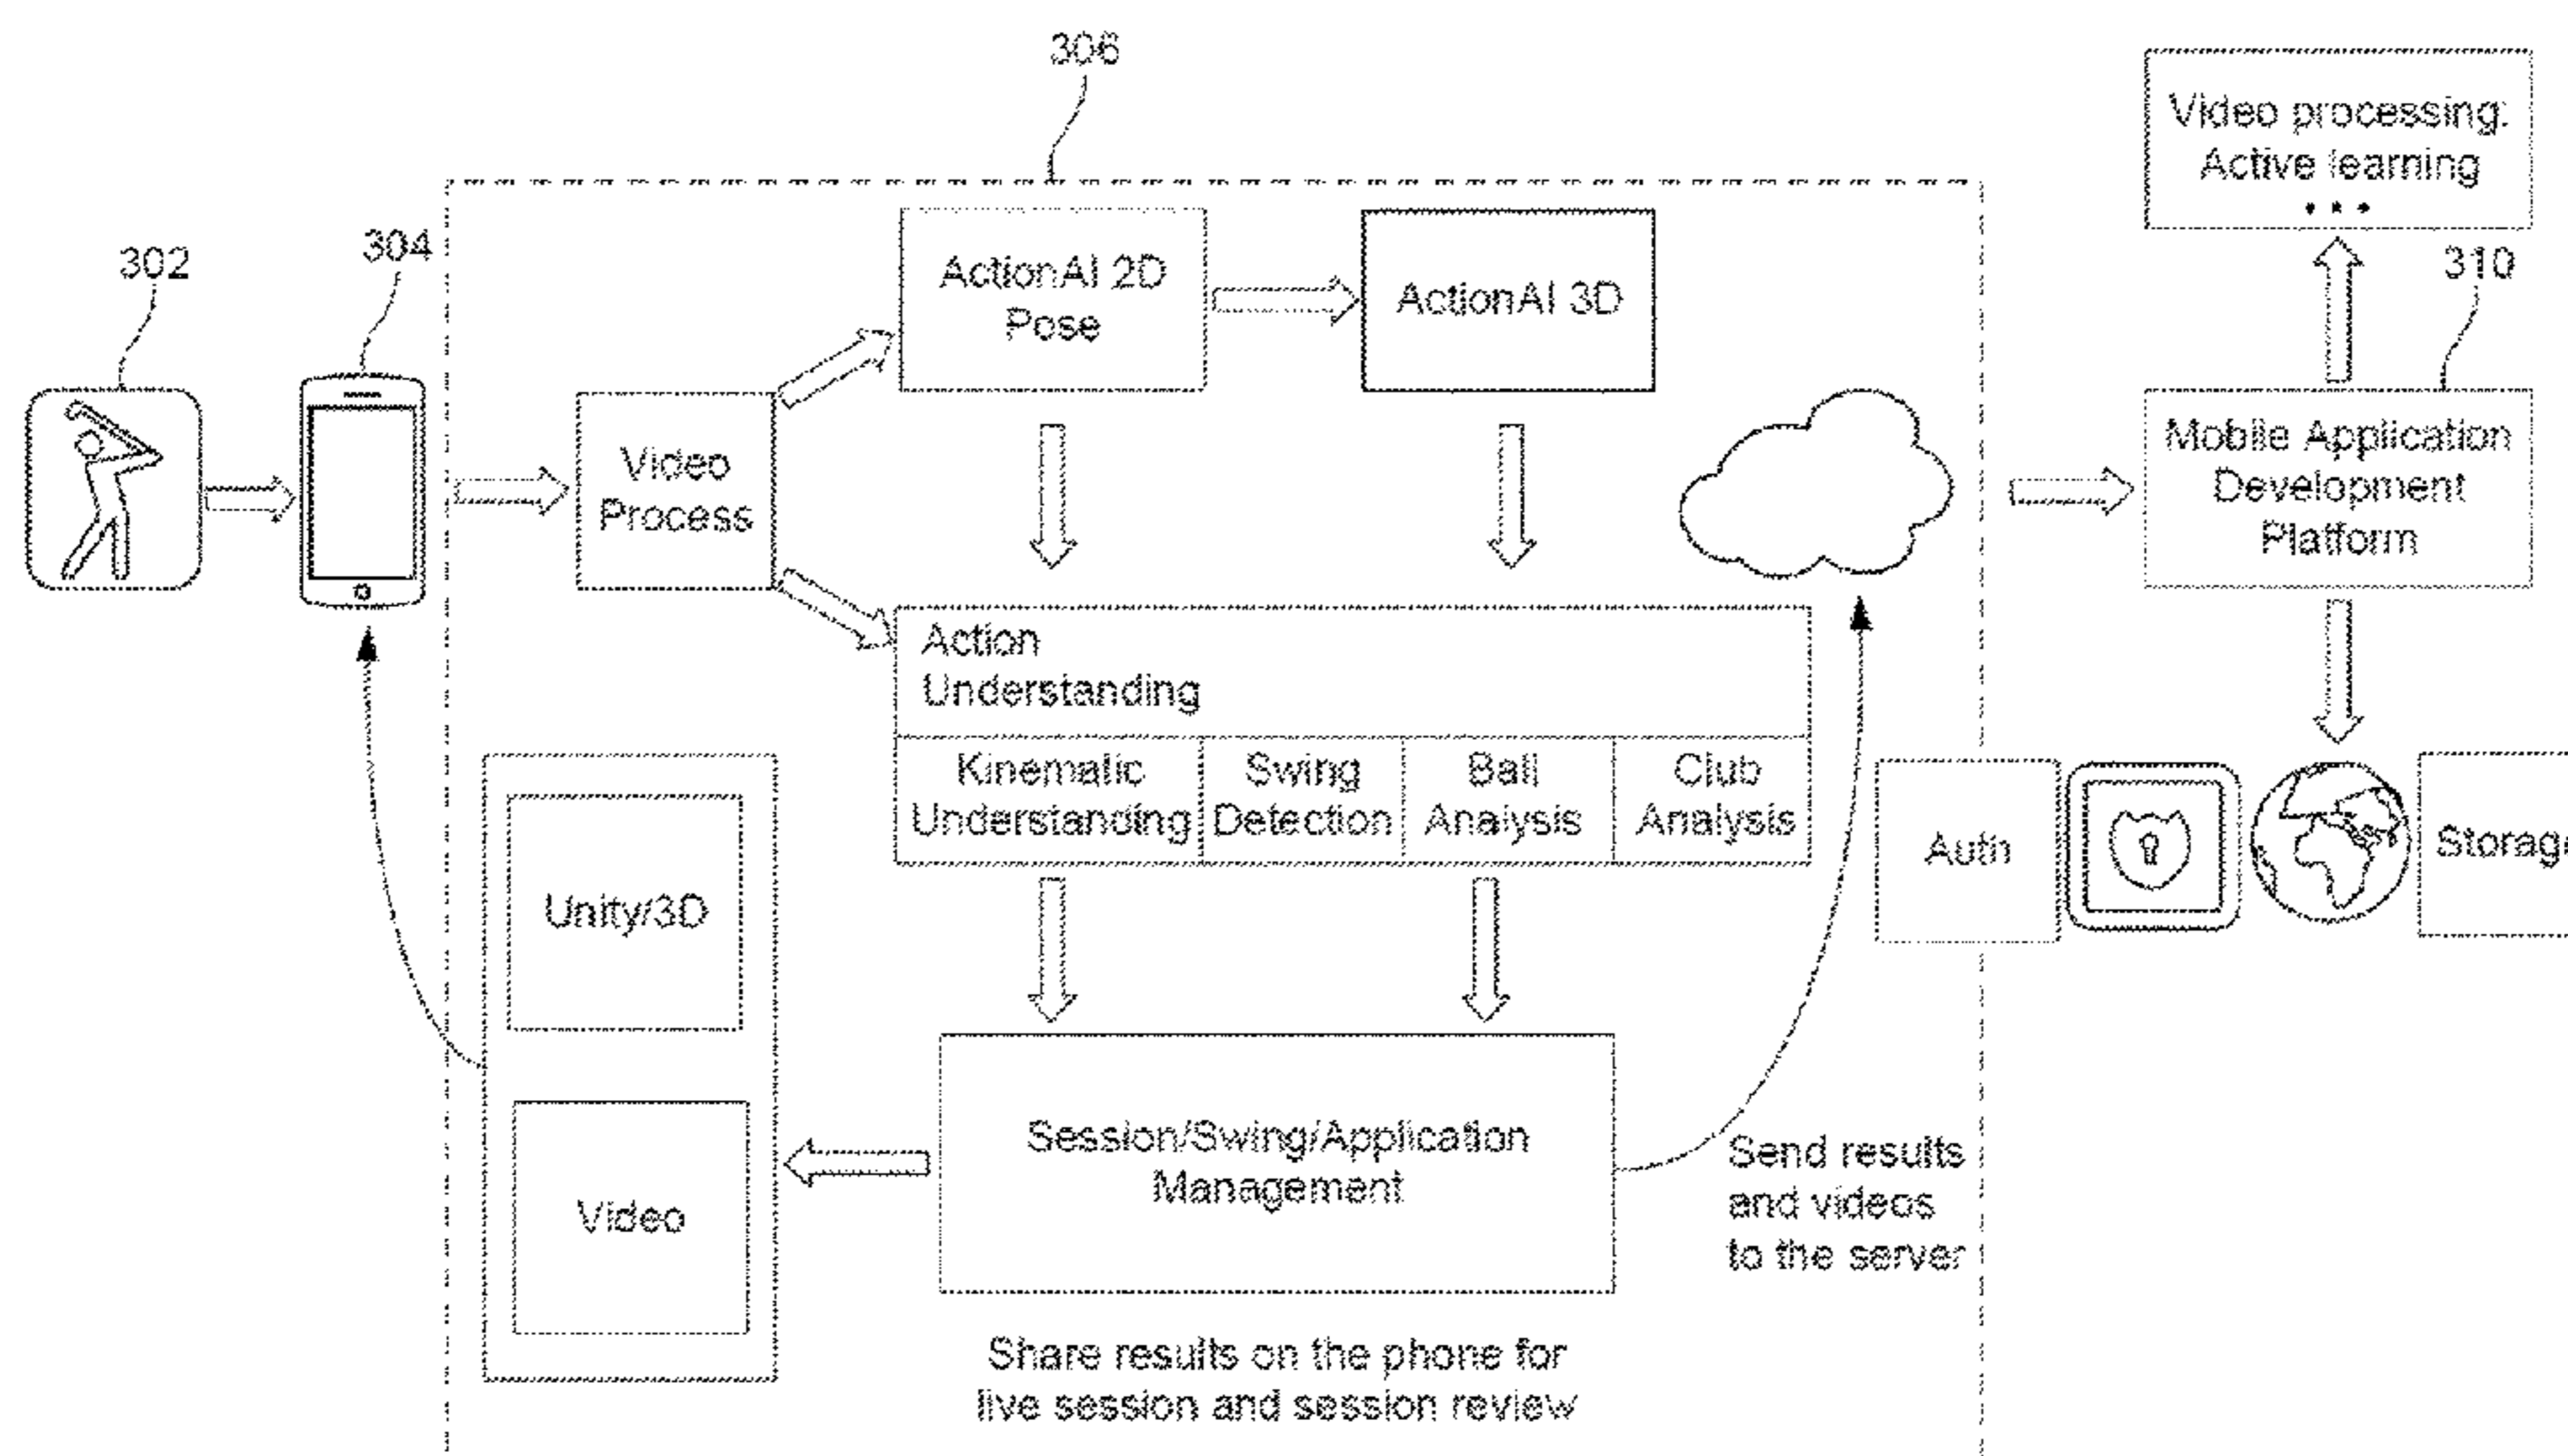 306
Video processing:
Active learning
...
302
304
310
ActionAI 2D
Pose
ActionAI 3D
Video
Process
Mobile Application
Development
Platform
Action
Understanding
Kinematic
Understanding
Swing
Detection
Ball
Analysis
Club
Analysis
Auth
Storage
Unity/3D
Video
Session/Swing/Application
Management
Send results
and videos
to the server
Share results on the phone for
live session and session review